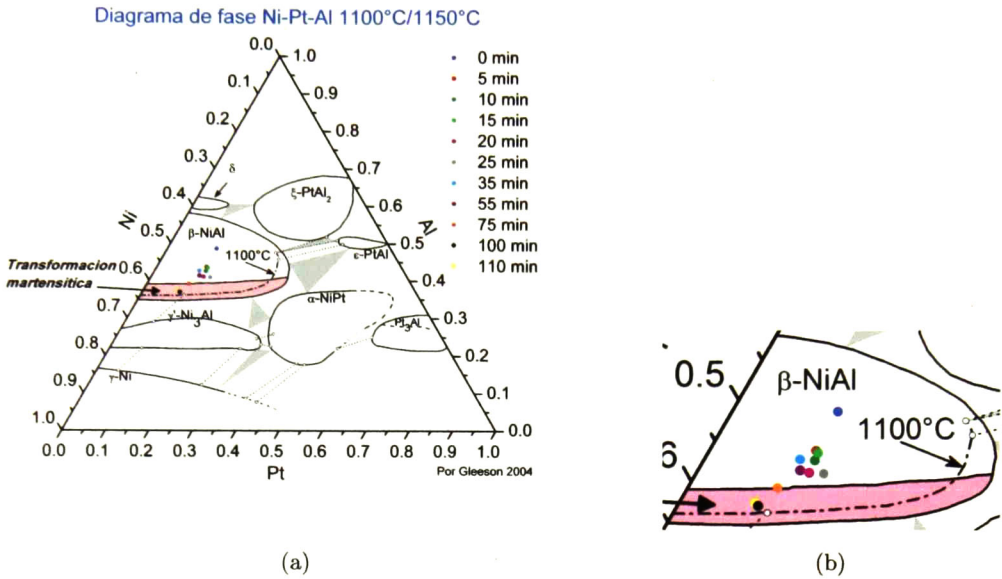 Diagrama de fase Ni-Pt-Al 1100°C/1150°C
0.0
0.1
0.2
0.3
0.4
0.5
0.6
0.7
0.8
0.9
1.0
Ni
1.0
0.9
0.8
0.7
0.6
0.5
0.4
0.3
0.2
0.1
0.0
Al
0.0 0.1 0.2 0.3 0.4 0.5 0.6 0.7 0.8 0.9 1.0
Pt
Por Gleeson 2004
δ
ξ-PtAl2
β-NiAl
1100°C
ε-PtAl
Transformacion
martensitica
α-NiPt
γ'-Ni3Al
Pt3Al
γ-Ni
0 min
5 min
10 min
15 min
20 min
25 min
35 min
55 min
75 min
100 min
110 min
(a)
0.5
β-NiAl
1100°C
(b)